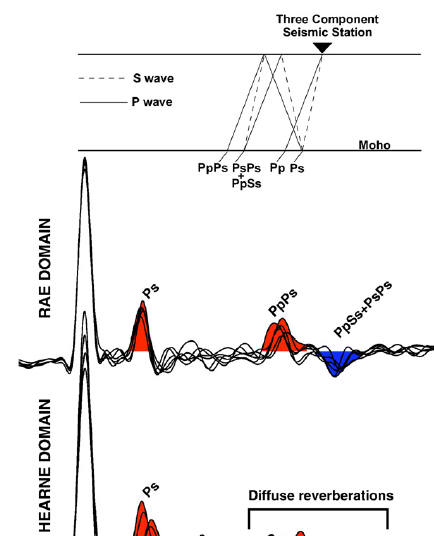 Three Component
Seismic Station
S wave
P wave
Moho
PpPs PsPs Pp Ps
+
PpSs
RAE DOMAIN
Ps
PpPs
PpSs+PsPs
HEARNE DOMAIN
Ps
Diffuse reverberations